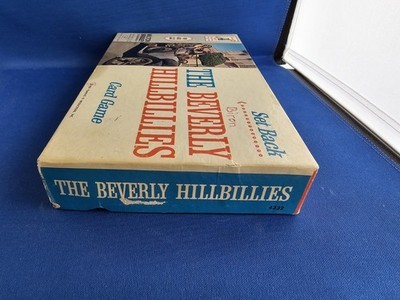 Set Back
THE BEVERLY
HILLBILLIES
Card Game
THE BEVERLY HILLBILLIES